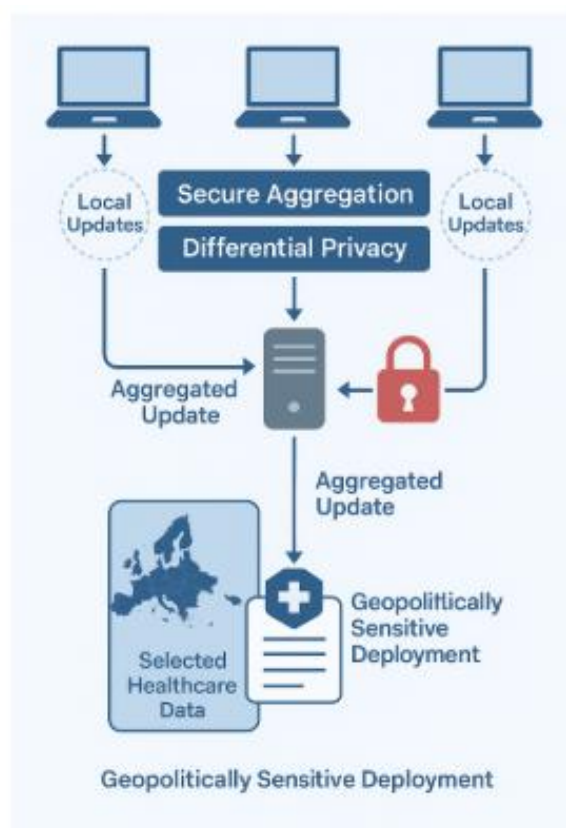 Local
Updates
Secure Aggregation
Differential Privacy
Local
Updates
Aggregated
Update
Aggregated
Update
Selected
Healthcare
Data
Geopolitically
Sensitive
Deployment
Geopolitically Sensitive Deployment